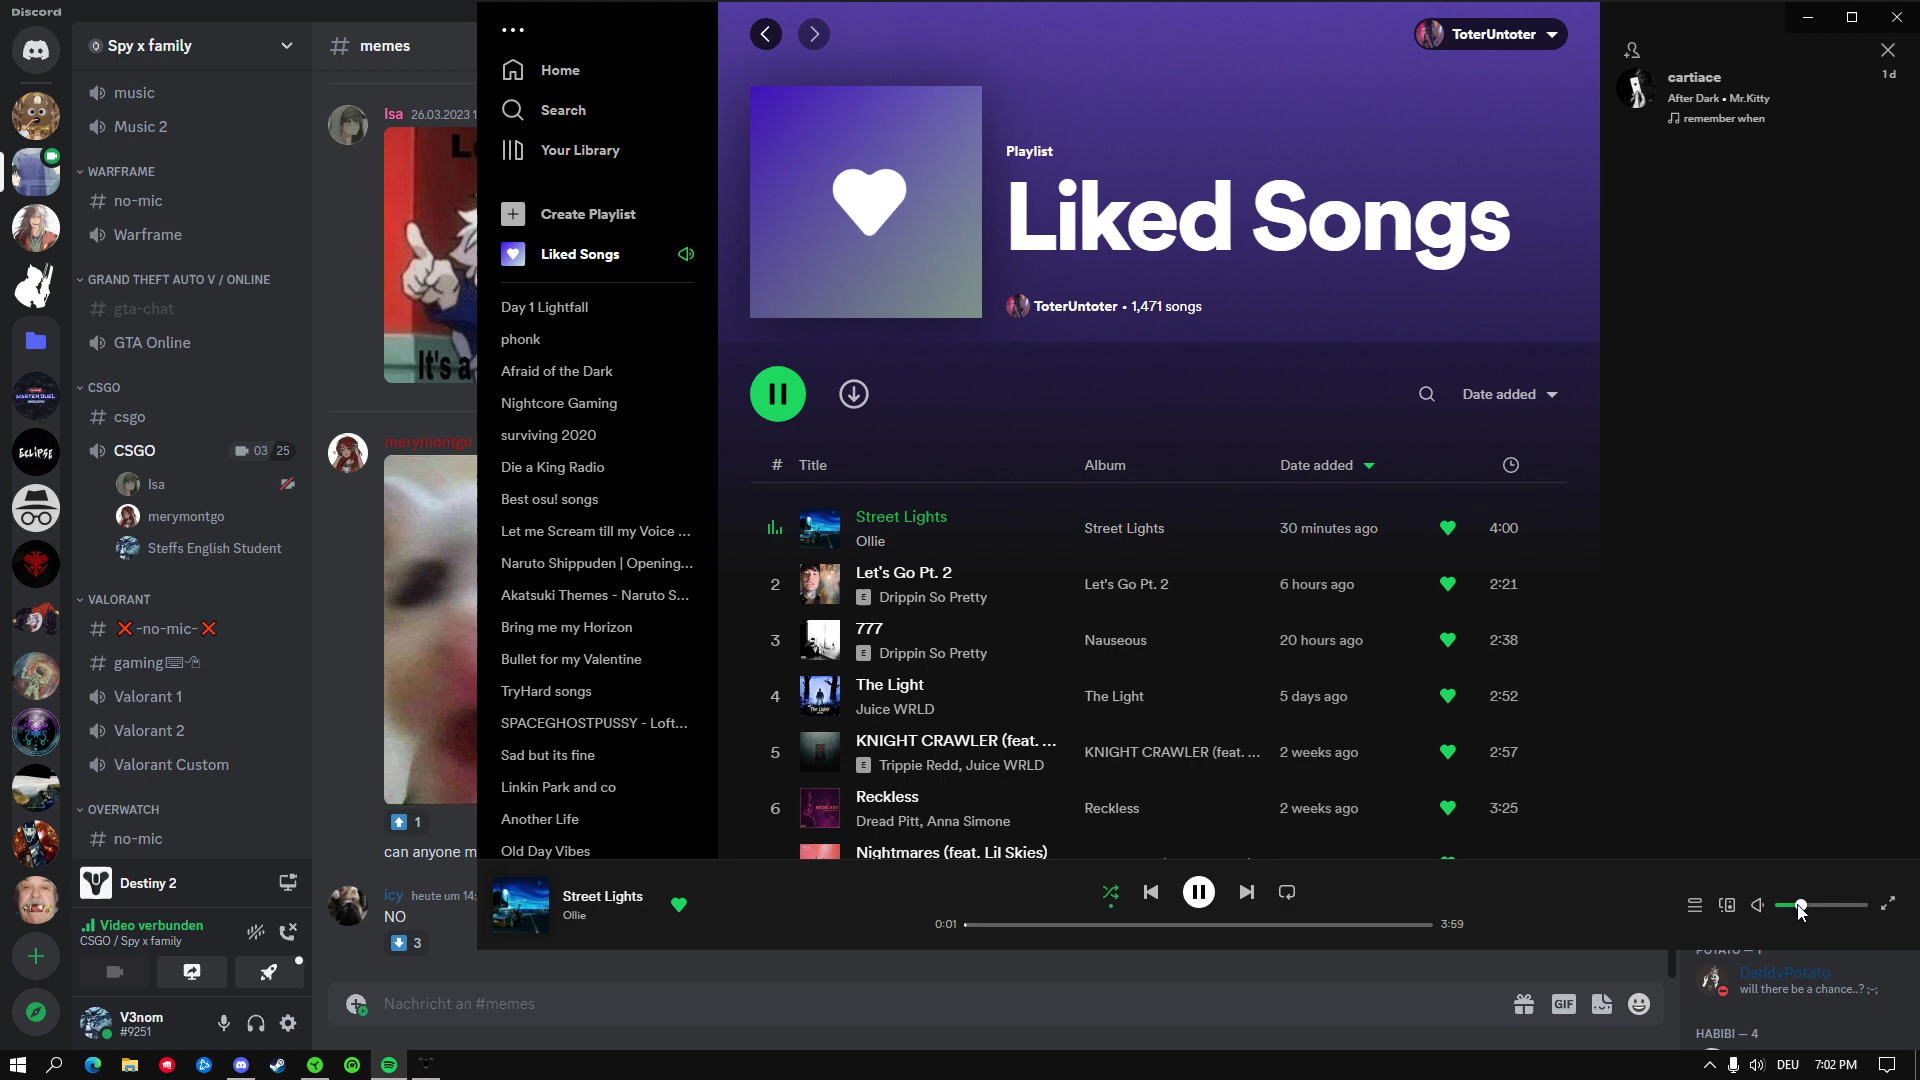 Discord
Spy x family
music
Music 2
WARFRAME
no-mic
Warframe
GRAND THEFT AUTO V / ONLINE
gta-chat
GTA Online
CSGO
csgo
CSGO
03 25
Isa
merymontgo
Steffs English Student
VALORANT
❌-no-mic-❌
gaming⌨🖱
Valorant 1
Valorant 2
Valorant Custom
OVERWATCH
no-mic
Destiny 2
Video verbunden
CSGO / Spy x family
V3nom
#9251
MASTER DUEL
ECLIPSE
memes
Isa 26.03.2023 1
It's a
merymontgo
1
can anyone m
icy heute um 14:
NO
3
Nachricht an #memes
GIF
Home
Search
Your Library
Create Playlist
Liked Songs
Day 1 Lightfall
phonk
Afraid of the Dark
Nightcore Gaming
surviving 2020
Die a King Radio
Best osu! songs
Let me Scream till my Voice ...
Naruto Shippuden | Opening...
Akatsuki Themes - Naruto S...
Bring me my Horizon
Bullet for my Valentine
TryHard songs
SPACEGHOSTPUSSY - Loft...
Sad but its fine
Linkin Park and co
Another Life
Old Day Vibes
ToterUntoter
Playlist
Liked Songs
ToterUntoter • 1,471 songs
Date added
# Title Album Date added
Street Lights
Ollie
Street Lights 30 minutes ago 4:00
2 Let's Go Pt. 2
E Drippin So Pretty
Let's Go Pt. 2 6 hours ago 2:21
3 777
E Drippin So Pretty
Nauseous 20 hours ago 2:38
4 The Light
Juice WRLD
The Light 5 days ago 2:52
5 KNIGHT CRAWLER (feat. ...
E Trippie Redd, Juice WRLD
KNIGHT CRAWLER (feat. ... 2 weeks ago 2:57
6 Reckless
Dread Pitt, Anna Simone
Reckless 2 weeks ago 3:25
Nightmares (feat. Lil Skies)
cartiace 1 d
After Dark • Mr.Kitty
remember when
Street Lights
Ollie
0:01 3:59
POTATO — 1
DaddyPotato
will there be a chance..? ;-;
HABIBI — 4
DEU 7:02 PM